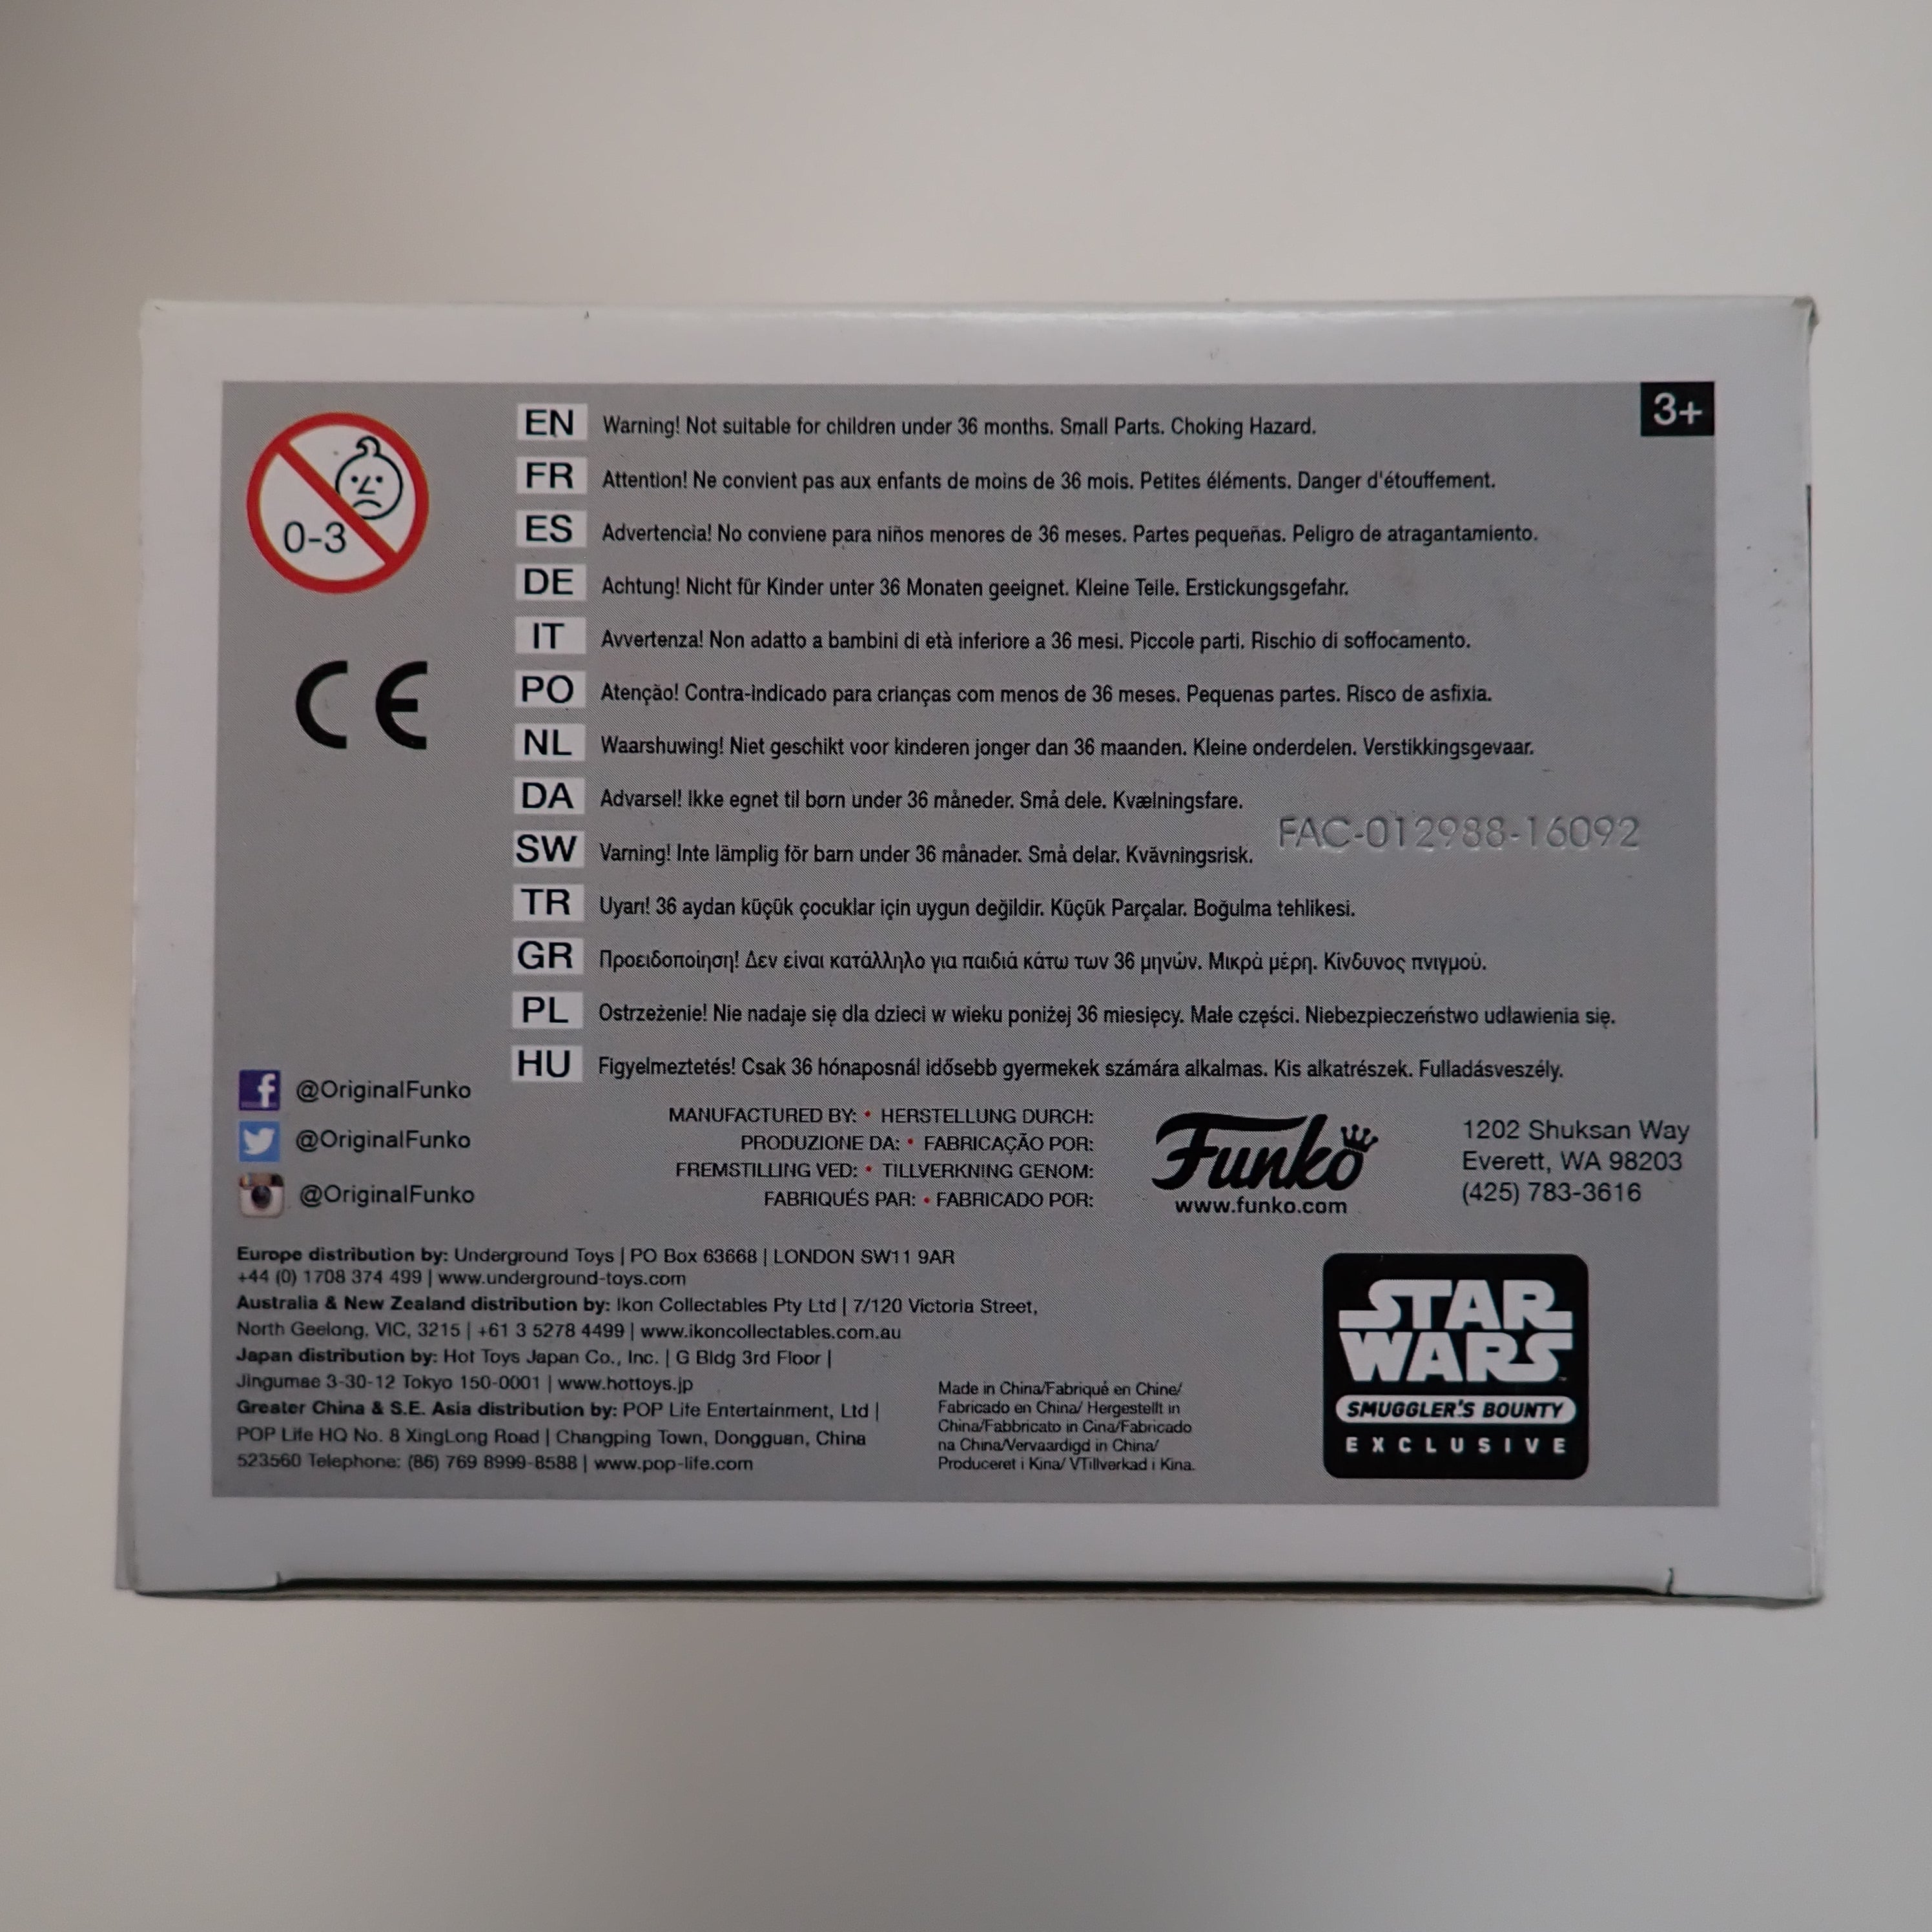 3+
0-3
EN Warning! Not suitable for children under 36 months. Small Parts. Choking Hazard.
FR Attention! Ne convient pas aux enfants de moins de 36 mois. Petites éléments. Danger d'étouffement.
ES Advertencia! No conviene para niños menores de 36 meses. Partes pequeñas. Peligro de atragantamiento.
DE Achtung! Nicht für Kinder unter 36 Monaten geeignet. Kleine Teile. Erstickungsgefahr.
IT Avvertenza! Non adatto a bambini di età inferiore a 36 mesi. Piccole parti. Rischio di soffocamento.
CE
PO Atenção! Contra-indicado para crianças com menos de 36 meses. Pequenas partes. Risco de asfixia.
NL Waarshuwing! Niet geschikt voor kinderen jonger dan 36 maanden. Kleine onderdelen. Verstikkingsgevaar.
DA Advarsel! Ikke egnet til børn under 36 måneder. Små dele. Kvælningsfare.
FAC-012988-16092
SW Varning! Inte lämplig för barn under 36 månader. Små delar. Kvävningsrisk.
TR Uyarı! 36 aydan küçük çocuklar için uygun değildir. Küçük Parçalar. Boğulma tehlikesi.
GR Προειδοποίηση! Δεν είναι κατάλληλο για παιδιά κάτω των 36 μηνών. Μικρά μέρη. Κίνδυνος πνιγμού.
PL Ostrzeżenie! Nie nadaje się dla dzieci w wieku poniżej 36 miesięcy. Małe części. Niebezpieczeństwo udławienia się.
HU Figyelmeztetés! Csak 36 hónaposnál idősebb gyermekek számára alkalmas. Kis alkatrészek. Fulladásveszély.
f @OriginalFunko
@OriginalFunko
@OriginalFunko
MANUFACTURED BY: • HERSTELLUNG DURCH:
PRODUZIONE DA: • FABRICAÇÃO POR:
FREMSTILLING VED: • TILLVERKNING GENOM:
FABRIQUÉS PAR: • FABRICADO POR:
Funko
www.funko.com
1202 Shuksan Way
Everett, WA 98203
(425) 783-3616
Europe distribution by: Underground Toys | PO Box 63668 | LONDON SW11 9AR
+44 (0) 1708 374 499 | www.underground-toys.com
Australia & New Zealand distribution by: Ikon Collectables Pty Ltd | 7/120 Victoria Street,
North Geelong, VIC, 3215 | +61 3 5278 4499 | www.ikoncollectables.com.au
Japan distribution by: Hot Toys Japan Co., Inc. | G Bldg 3rd Floor |
Jingumae 3-30-12 Tokyo 150-0001 | www.hottoys.jp
Greater China & S.E. Asia distribution by: POP Life Entertainment, Ltd |
POP Life HQ No. 8 XingLong Road | Changping Town, Dongguan, China
523560 Telephone: (86) 769 8999-8588 | www.pop-life.com
Made in China/Fabriqué en Chine/
Fabricado en China/ Hergestellt in
China/Fabbricato in Cina/Fabricado
na China/Vervaardigd in China/
Produceret i Kina/ VTillverkad i Kina.
STAR
WARS
SMUGGLER'S BOUNTY
EXCLUSIVE